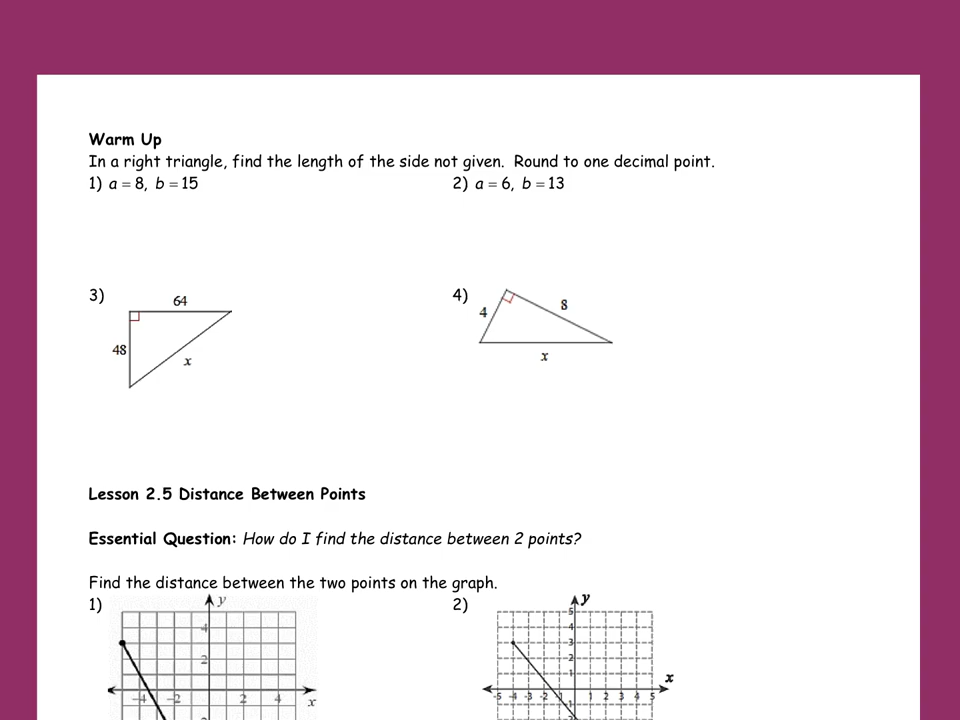 Warm Up
In a right triangle, find the length of the side not given. Round to one decimal point.
1) a = 8, b = 15
2) a = 6, b = 13
3)
64
48
x
4)
4
8
x
Lesson 2.5 Distance Between Points
Essential Question: How do I find the distance between 2 points?
Find the distance between the two points on the graph.
1)
y
4
2
-4 -2 2 4
x
2)
y
5
4
3
2
1
x
-5 -4 -3 -2 -1 1 2 3 4 5